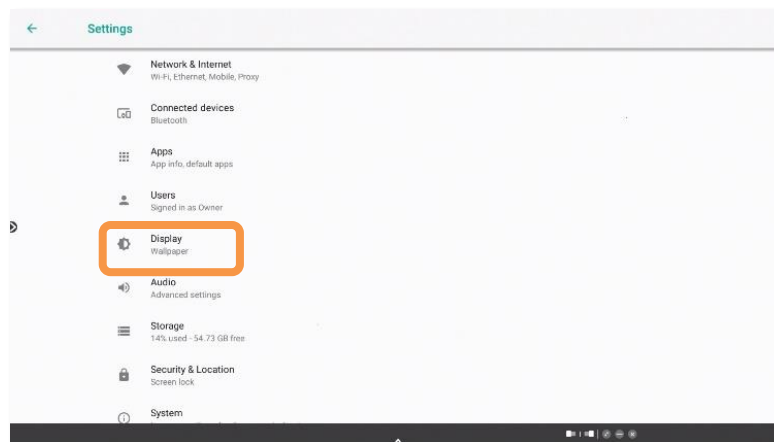 Settings
Network & Internet
Wi-Fi, Ethernet, Mobile, Proxy
Connected devices
Bluetooth
Apps
App info, default apps
Users
Signed in as Owner
Display
Wallpaper
Audio
Advanced settings
Storage
14% used - 54.73 GB free
Security & Location
Screen lock
System